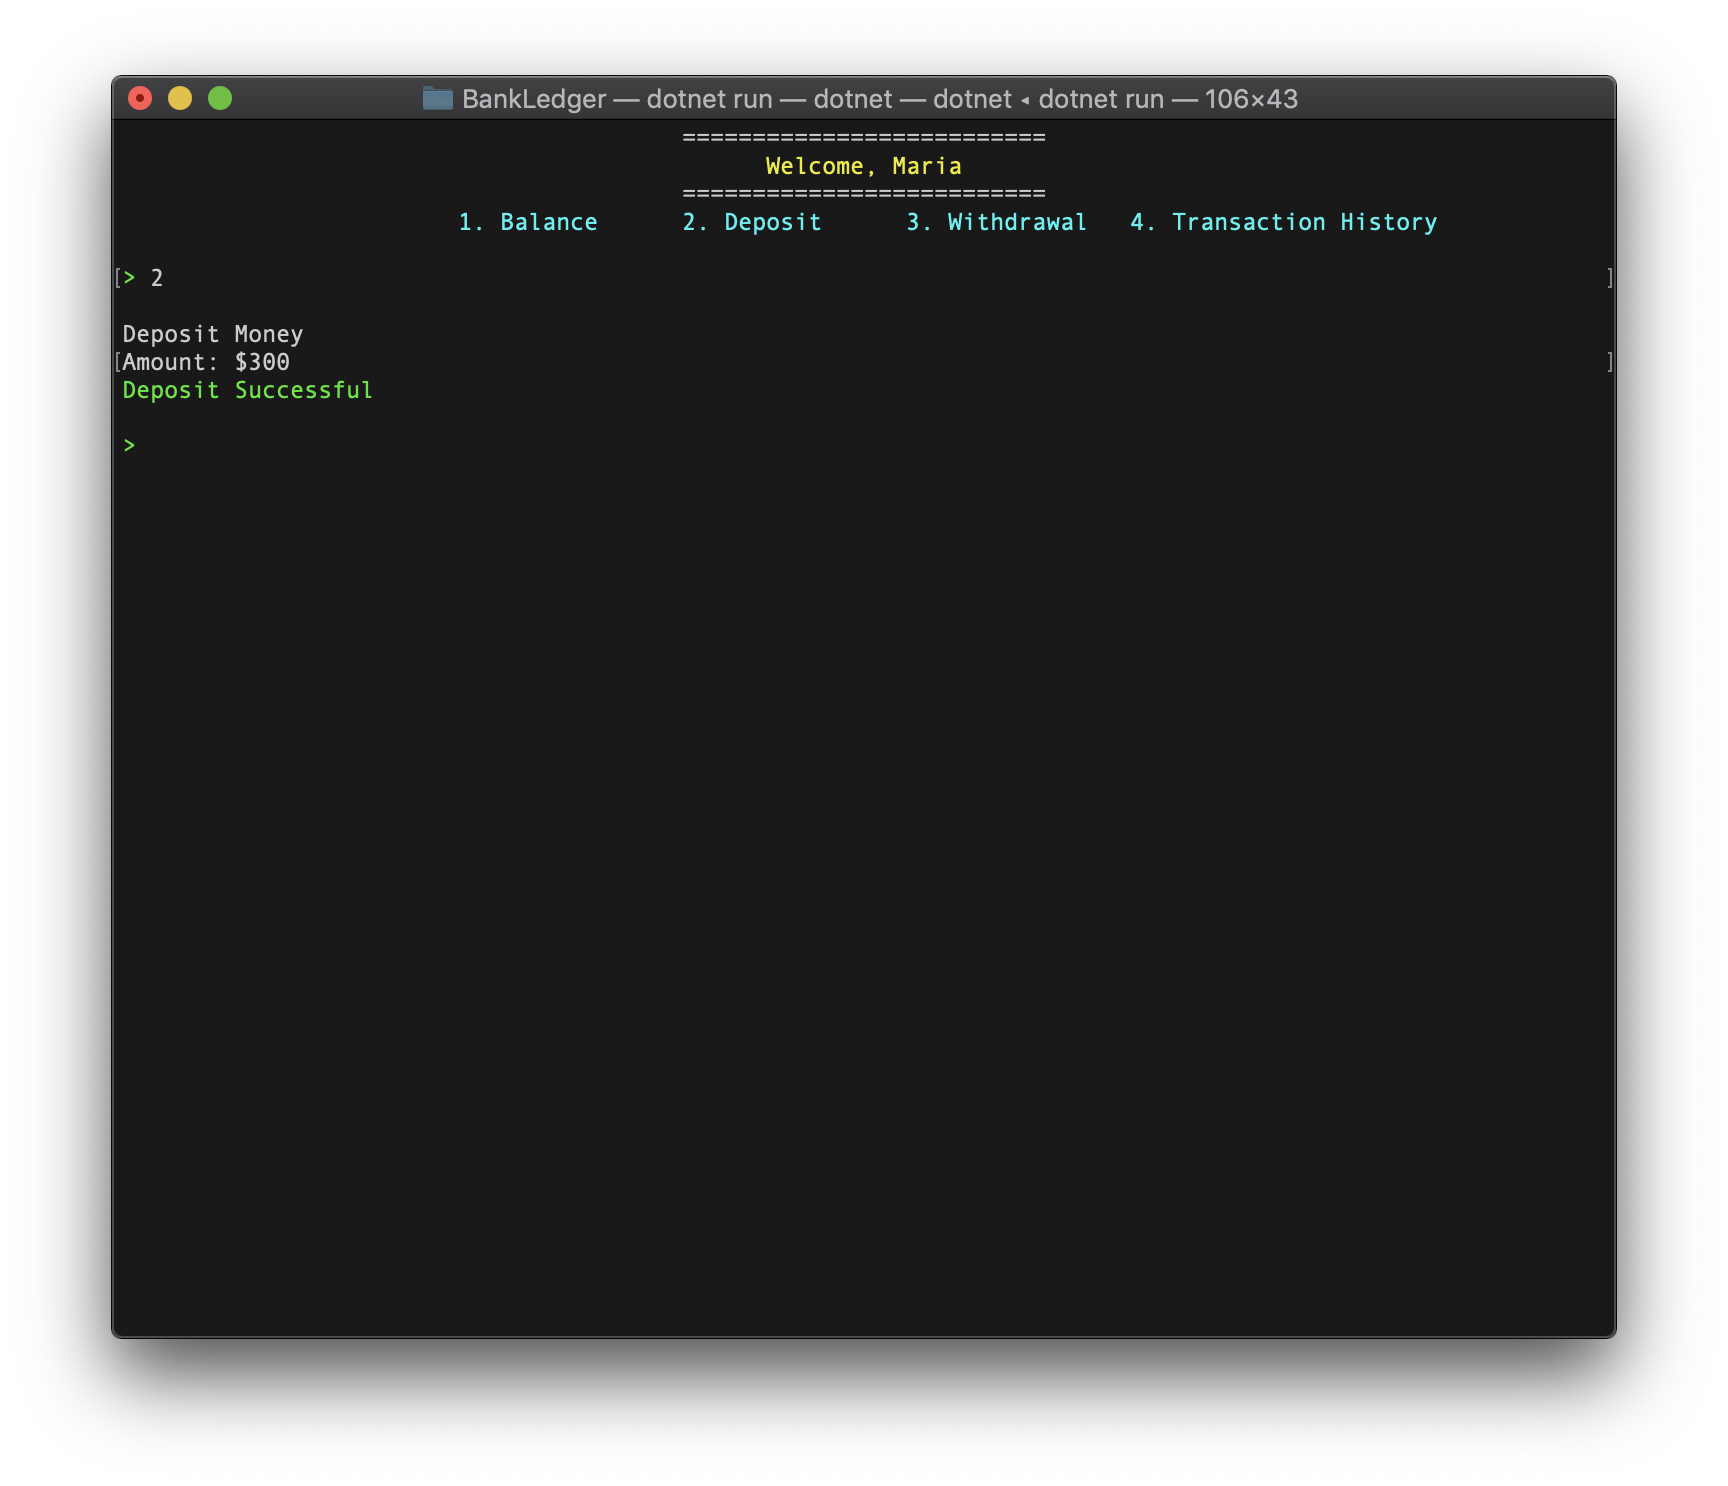 BankLedger — dotnet run — dotnet — dotnet ◂ dotnet run — 106×43
==========================
Welcome, Maria
==========================
1. Balance 2. Deposit 3. Withdrawal 4. Transaction History
[> 2 ]
Deposit Money
[Amount: $300 ]
Deposit Successful
>